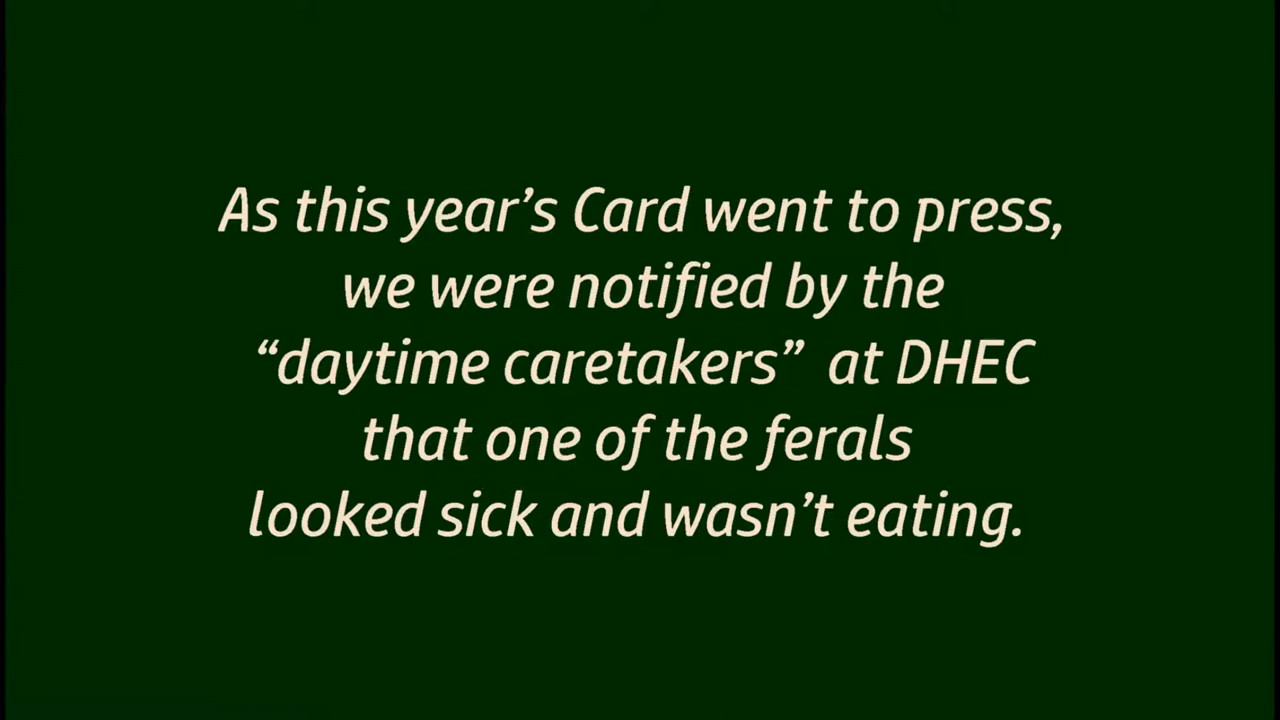 As this year’s Card went to press,
we were notified by the
“daytime caretakers” at DHEC
that one of the ferals
looked sick and wasn’t eating.